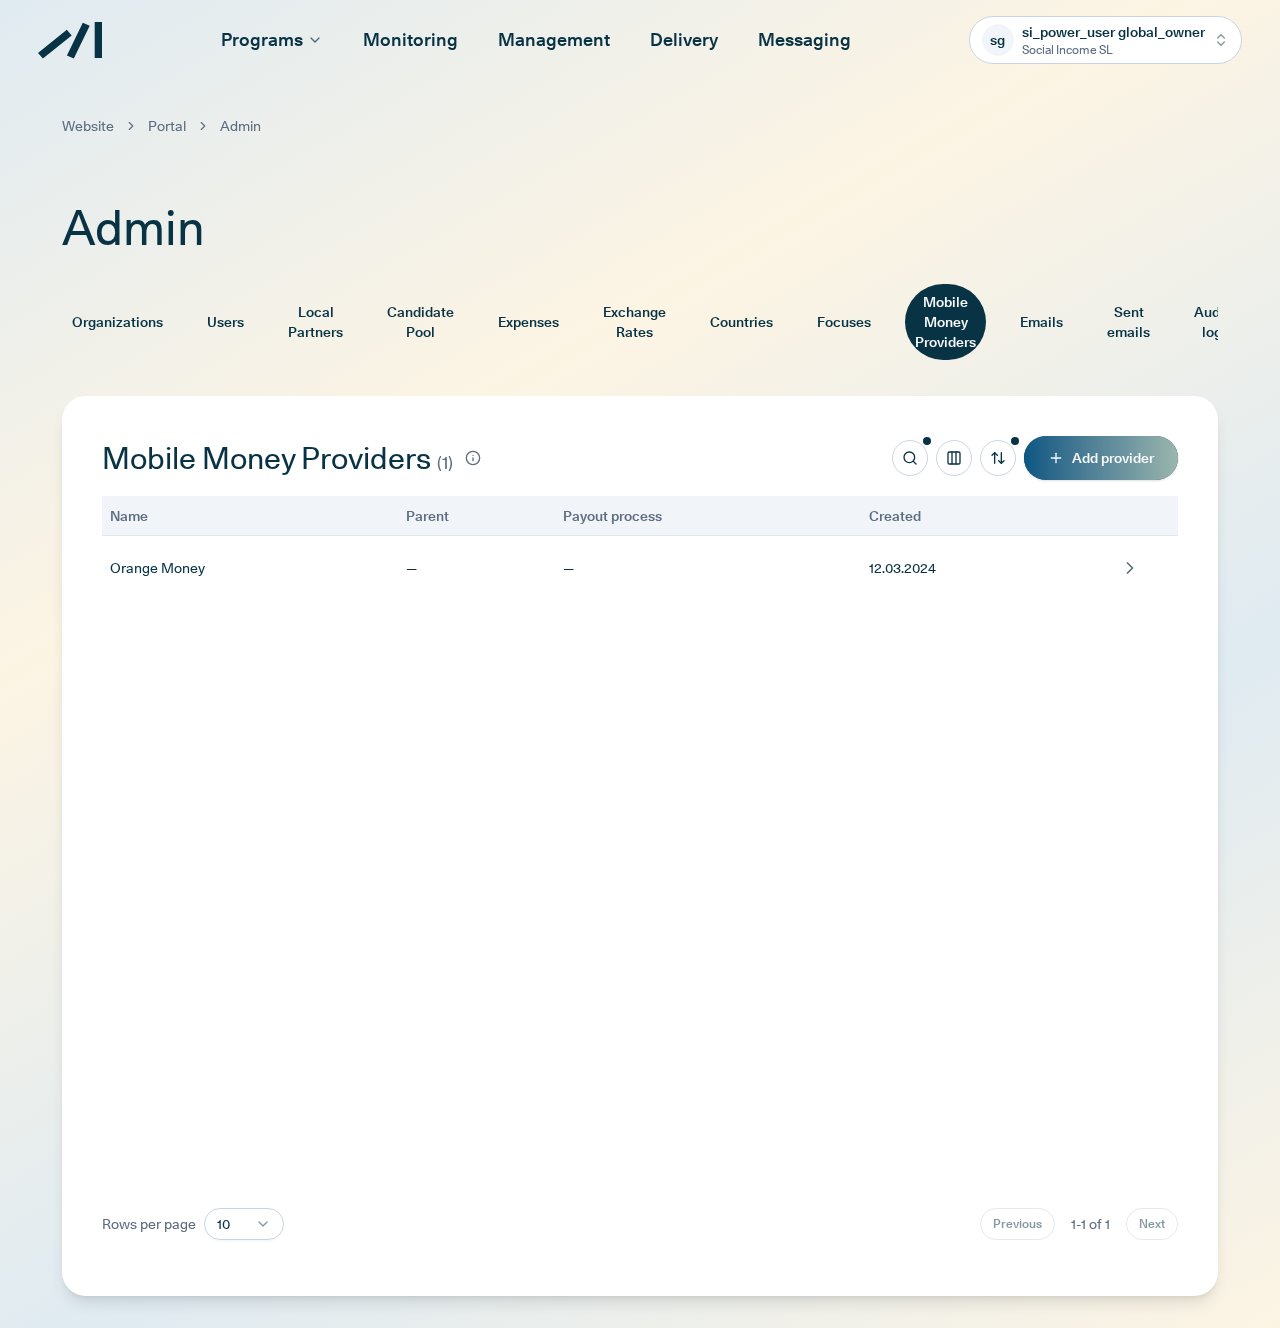 Programs
Monitoring
Management
Delivery
Messaging
sg
si_power_user global_owner
Social Income SL
Website
Portal
Admin
Admin
Organizations
Users
Local
Partners
Candidate
Pool
Expenses
Exchange
Rates
Countries
Focuses
Mobile
Money
Providers
Emails
Sent
emails
Mobile Money Providers (1)
Add provider
Name
Parent
Payout process
Created
Orange Money
—
—
12.03.2024
Rows per page
10
Previous
1-1 of 1
Next